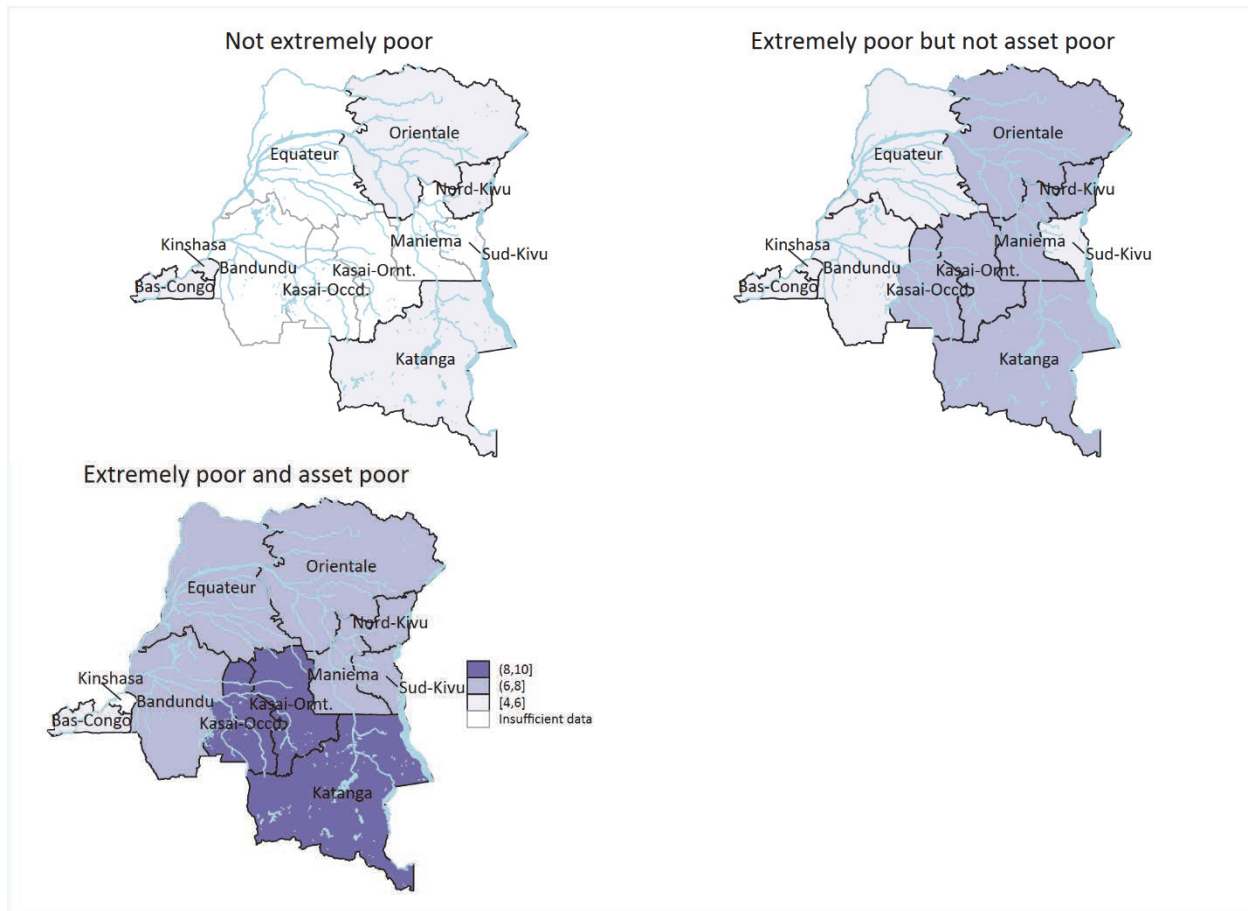 Not extremely poor
Orientale
Equateur
Nord-Kivu
Maniema
Kinshasa
Sud-Kivu
Bandundu
Kasai-Ornt.
Bas-Congo
Kasai-Occd.
Katanga
Extremely poor but not asset poor
Orientale
Equateur
Nord-Kivu
Maniema
Kinshasa
Sud-Kivu
Bandundu
Kasai-Ornt.
Bas-Congo
Kasai-Occd.
Katanga
Extremely poor and asset poor
Orientale
Equateur
Nord-Kivu
Maniema
Kinshasa
Sud-Kivu
Bandundu
Kasai-Ornt.
Bas-Congo
Kasai-Occd.
Katanga
(8,10]
(6,8]
[4,6]
Insufficient data